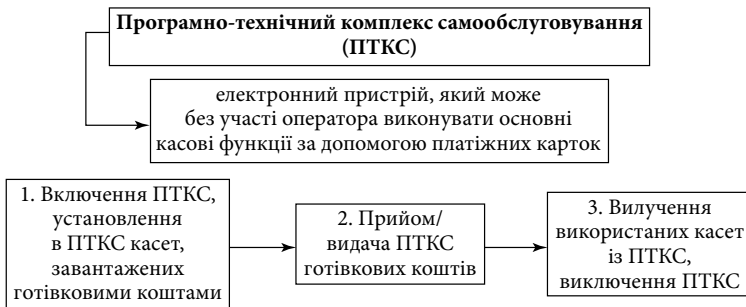 Програмно-технічний комплекс самообслуговування
(ПТКС)
електронний пристрій, який може
без участі оператора виконувати основні
касові функції за допомогою платіжних карток
1. Включення ПТКС,
установлення
в ПТКС касет,
завантажених
готівковими коштами
2. Прийом/
видача ПТКС
готівкових коштів
3. Вилучення
використаних касет
із ПТКС,
виключення ПТКС